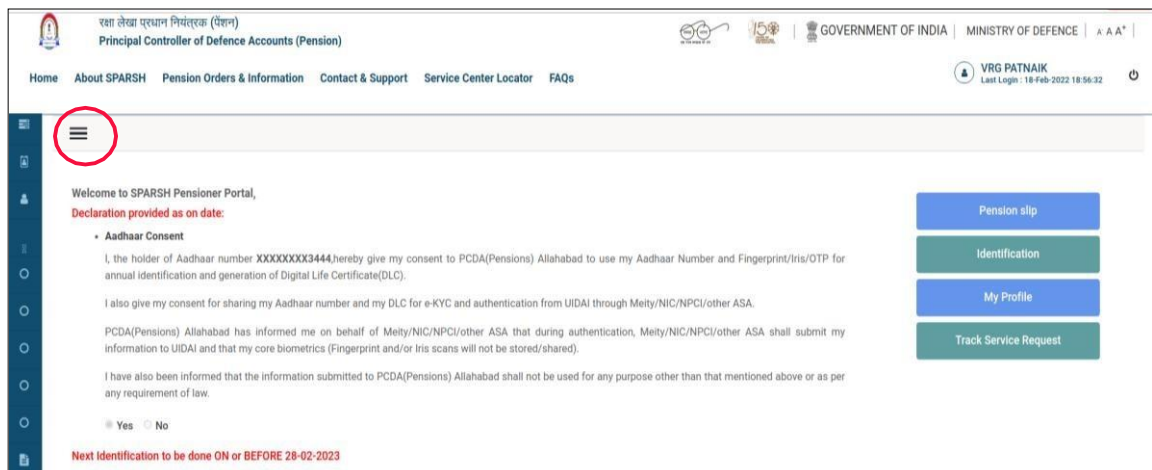 रक्षा लेखा प्रधान नियंत्रक (पेंशन)
Principal Controller of Defence Accounts (Pension)
GOVERNMENT OF INDIA | MINISTRY OF DEFENCE | A A A+ |
Home About SPARSH Pension Orders & Information Contact & Support Service Center Locator FAQs
VRG PATNAIK
Last Login : 18-Feb-2022 18:56:32
Welcome to SPARSH Pensioner Portal,
Declaration provided as on date:
• Aadhaar Consent
I, the holder of Aadhaar number XXXXXXXX3444,hereby give my consent to PCDA(Pensions) Allahabad to use my Aadhaar Number and Fingerprint/Iris/OTP for
annual identification and generation of Digital Life Certificate(DLC).
I also give my consent for sharing my Aadhaar number and my DLC for e-KYC and authentication from UIDAI through Meity/NIC/NPCI/other ASA.
PCDA(Pensions) Allahabad has informed me on behalf of Meity/NIC/NPCI/other ASA that during authentication, Meity/NIC/NPCI/other ASA shall submit my
information to UIDAI and that my core biometrics (Fingerprint and/or Iris scans will not be stored/shared).
I have also been informed that the information submitted to PCDA(Pensions) Allahabad shall not be used for any purpose other than that mentioned above or as per
any requirement of law.
Yes No
Next Identification to be done ON or BEFORE 28-02-2023
Pension slip
Identification
My Profile
Track Service Request